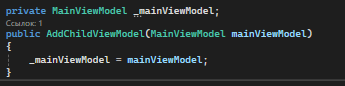 private MainViewModel _mainViewModel;
Ссылок: 1
public AddChildViewModel(MainViewModel mainViewModel)
{
_mainViewModel = mainViewModel;
}